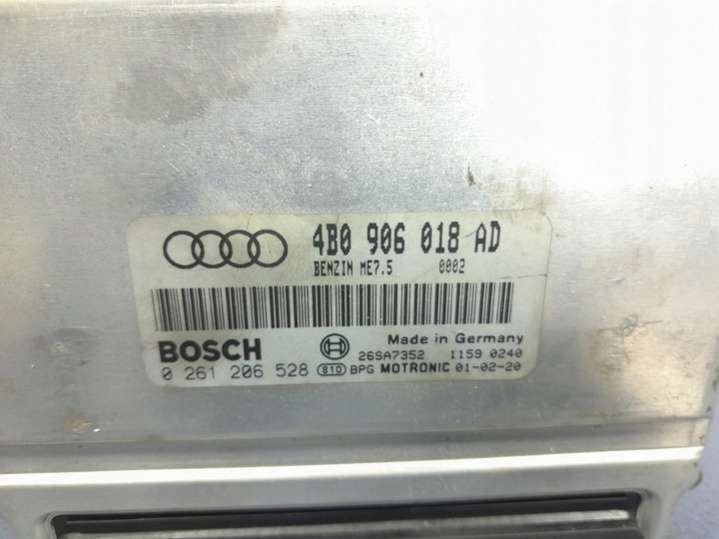 4B0 906 018 AD
BENZIN ME7.5 0002
BOSCH Made in Germany
26SA7352 1159 0240
0 261 206 528 810 BPG MOTRONIC 01-02-20